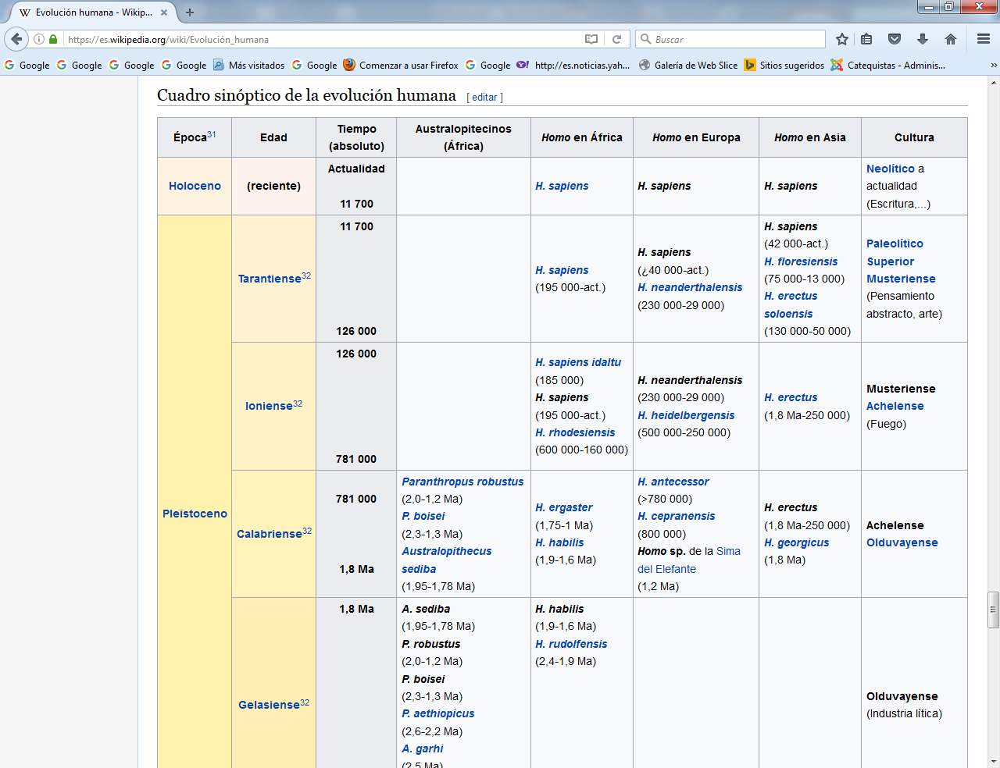 Evolución humana - Wikip...
https://es.wikipedia.org/wiki/Evolución_humana
Buscar
Google Google Google Google Más visitados Google Comenzar a usar Firefox Google http://es.noticias.yah... Galería de Web Slice Sitios sugeridos Catequistas - Adminis... »
Cuadro sinóptico de la evolución humana [ editar ]
Época31
Edad
Tiempo
(absoluto)
Australopitecinos
(África)
Homo en África
Homo en Europa
Homo en Asia
Cultura
Holoceno
(reciente)
Actualidad
11 700
H. sapiens
H. sapiens
H. sapiens
Neolítico a
actualidad
(Escritura,...)
Pleistoceno
Tarantiense32
11 700
126 000
H. sapiens
(195 000-act.)
H. sapiens
(¿40 000-act.)
H. neanderthalensis
(230 000-29 000)
H. sapiens
(42 000-act.)
H. floresiensis
(75 000-13 000)
H. erectus
soloensis
(130 000-50 000)
Paleolítico
Superior
Musteriense
(Pensamiento
abstracto, arte)
Ioniense32
126 000
781 000
H. sapiens idaltu
(185 000)
H. sapiens
(195 000-act.)
H. rhodesiensis
(600 000-160 000)
H. neanderthalensis
(230 000-29 000)
H. heidelbergensis
(500 000-250 000)
H. erectus
(1,8 Ma-250 000)
Musteriense
Achelense
(Fuego)
Calabriense32
781 000
1,8 Ma
Paranthropus robustus
(2,0-1,2 Ma)
P. boisei
(2,3-1,3 Ma)
Australopithecus
sediba
(1,95-1,78 Ma)
H. ergaster
(1,75-1 Ma)
H. habilis
(1,9-1,6 Ma)
H. antecessor
(>780 000)
H. cepranensis
(800 000)
Homo sp. de la Sima
del Elefante
(1,2 Ma)
H. erectus
(1,8 Ma-250 000)
H. georgicus
(1,8 Ma)
Achelense
Olduvayense
Gelasiense32
1,8 Ma
A. sediba
(1,95-1,78 Ma)
P. robustus
(2,0-1,2 Ma)
P. boisei
(2,3-1,3 Ma)
P. aethiopicus
(2,6-2,2 Ma)
A. garhi
(2,5 Ma)
H. habilis
(1,9-1,6 Ma)
H. rudolfensis
(2,4-1,9 Ma)
Olduvayense
(Industria lítica)